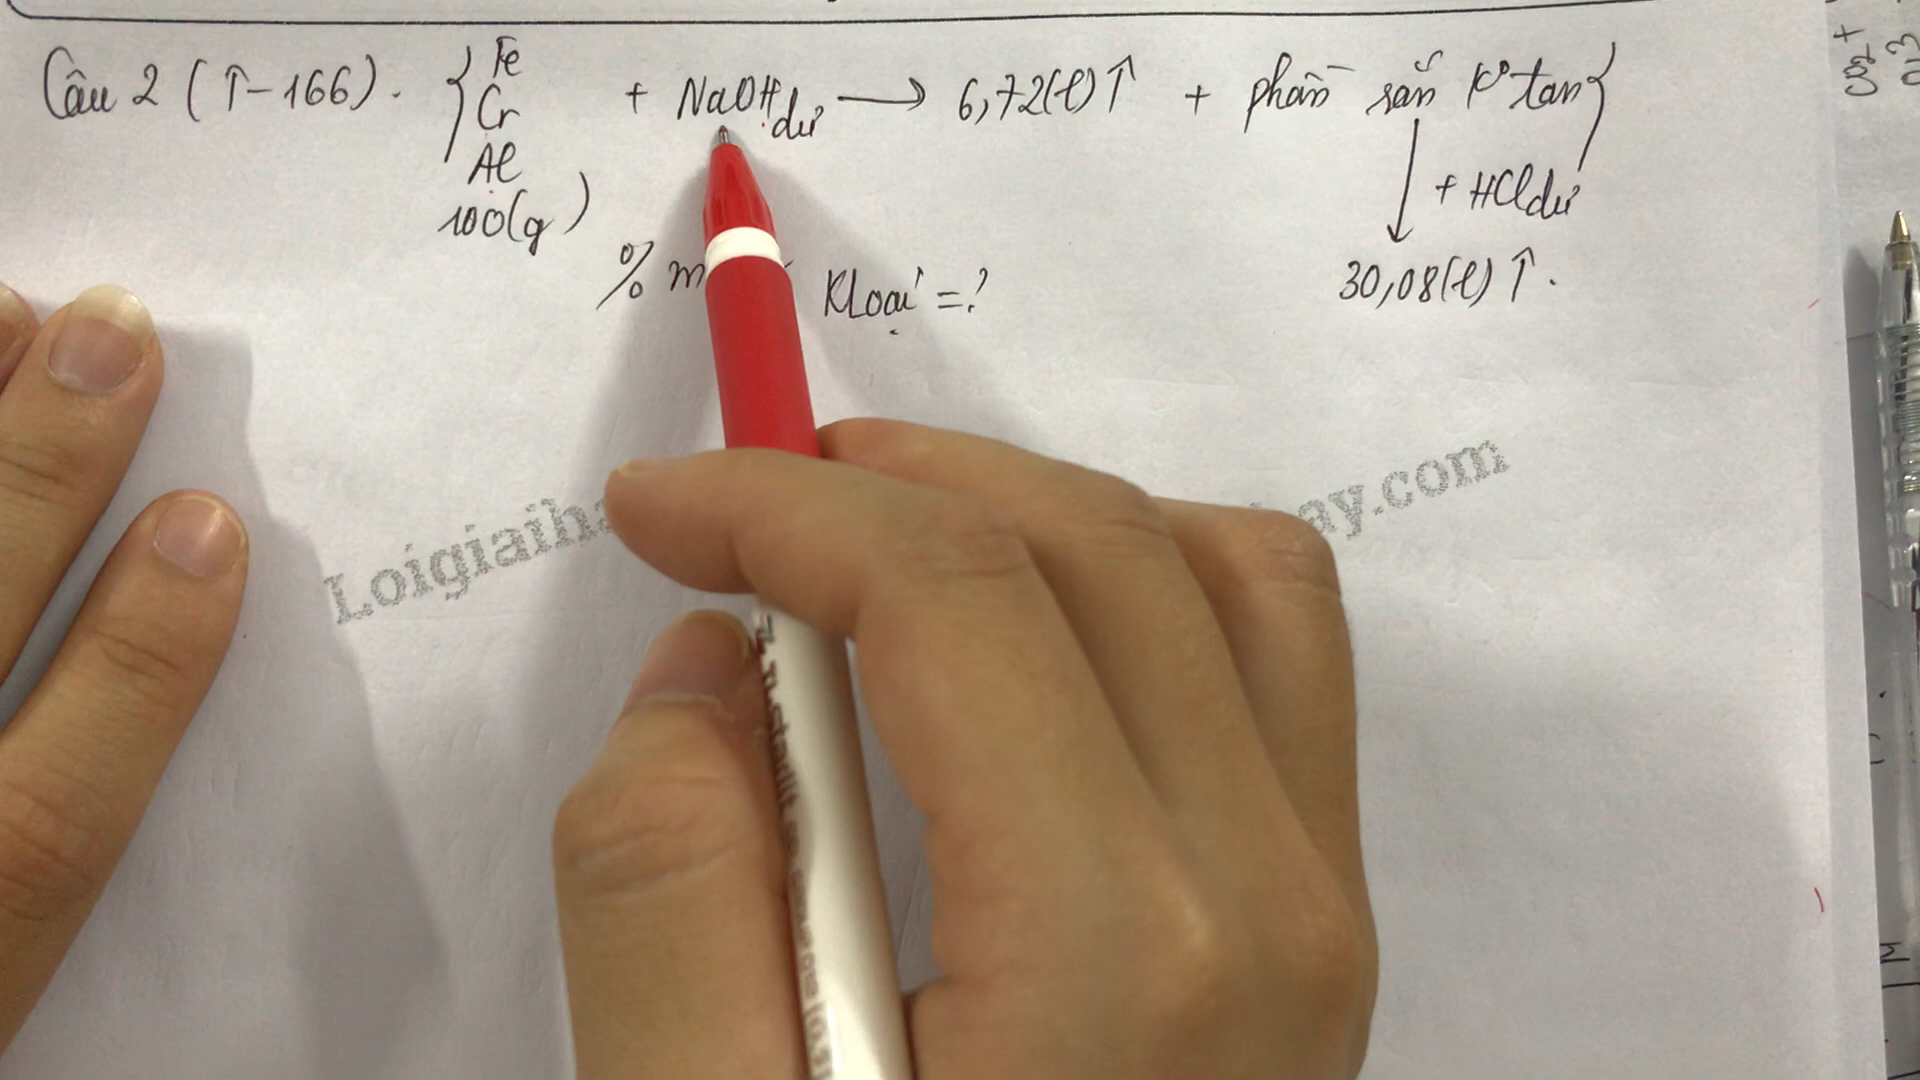 Câu 2 (T-166). { Fe Cr Al 100(g) + NaOH dư → 6,72(l)↑ + phần rắn k° tan }
↓ + HCl dư
% m KLoại = ? 30,08(l)↑.
Loigiaiha
ay.com